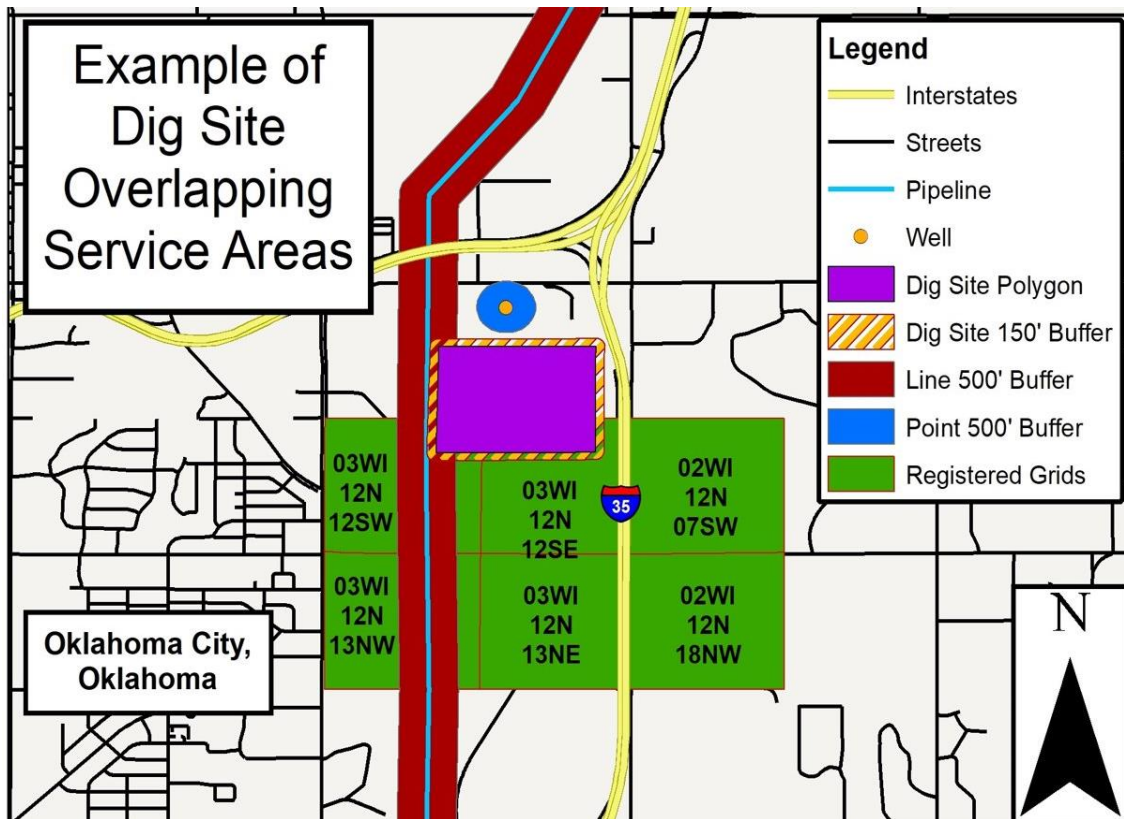 Example of
Dig Site
Overlapping
Service Areas
Legend
Interstates
Streets
Pipeline
Well
Dig Site Polygon
Dig Site 150' Buffer
Line 500' Buffer
Point 500' Buffer
Registered Grids
03WI
12N
12SW
03WI
12N
12SE
02WI
12N
07SW
35
03WI
12N
13NW
03WI
12N
13NE
02WI
12N
18NW
Oklahoma City,
Oklahoma
N